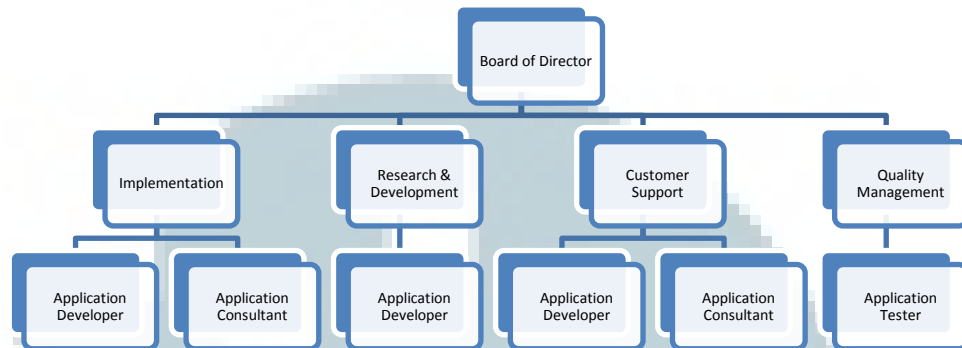 Board of Director
Implementation
Research &
Development
Customer
Support
Quality
Management
Application
Developer
Application
Consultant
Application
Developer
Application
Developer
Application
Consultant
Application
Tester